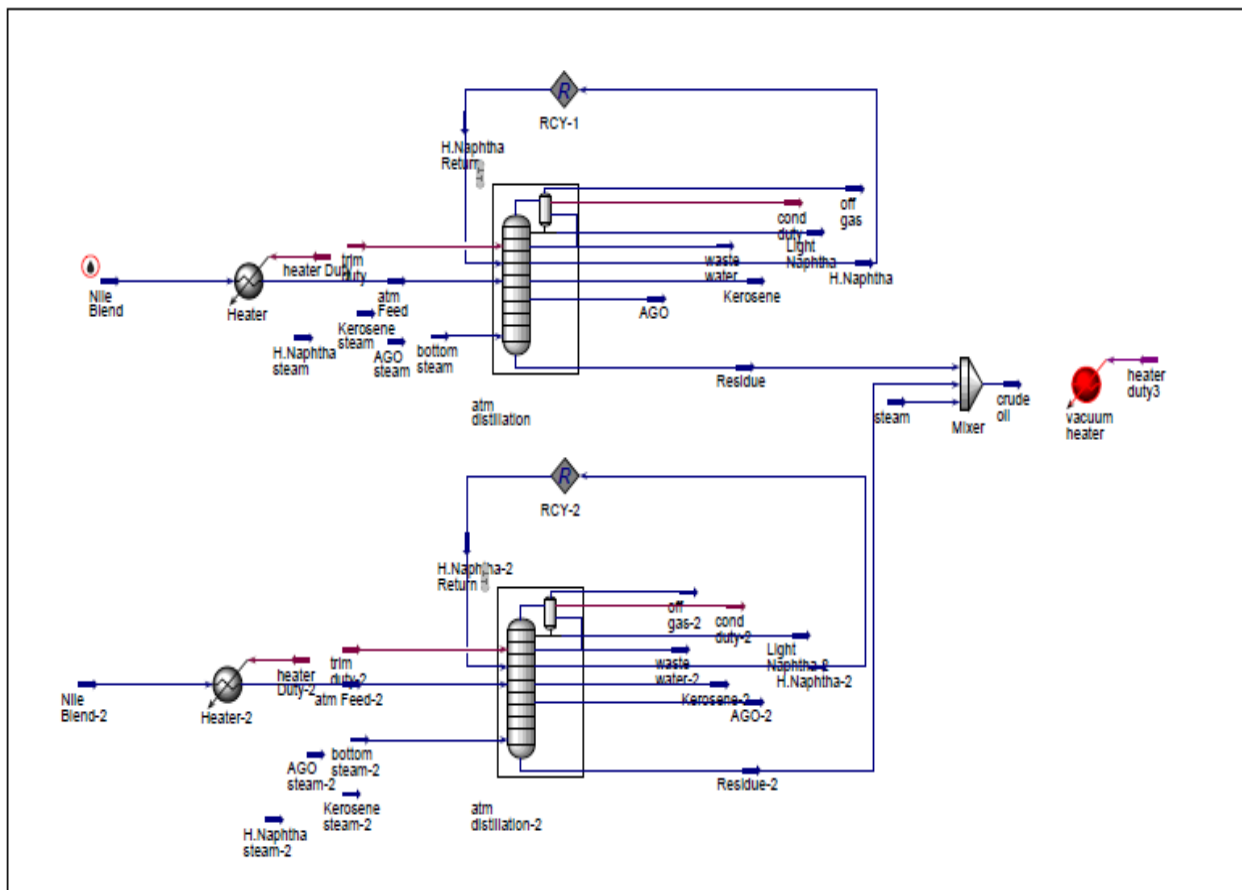 R
RCY-1
H.Naphtha
Return
off
gas
cond
duty
Light
Naphtha
waste
water
H.Naphtha
heater Duty
trim
duty
Kerosene
Nile
Blend
Heater
atm
Feed
AGO
Kerosene
steam
H.Naphtha
steam
AGO
steam
bottom
steam
Residue
heater
duty3
crude
oil
steam
Mixer
vacuum
heater
atm
distillation
R
RCY-2
H.Naphtha-2
Return
off
gas-2
cond
duty-2
Light
Naphtha-2
waste
water-2
H.Naphtha-2
heater
Duty-2
trim
duty-2
Nile
Blend-2
Heater-2
atm Feed-2
Kerosene-2
AGO-2
AGO
steam-2
bottom
steam-2
Residue-2
Kerosene
steam-2
H.Naphtha
steam-2
atm
distillation-2